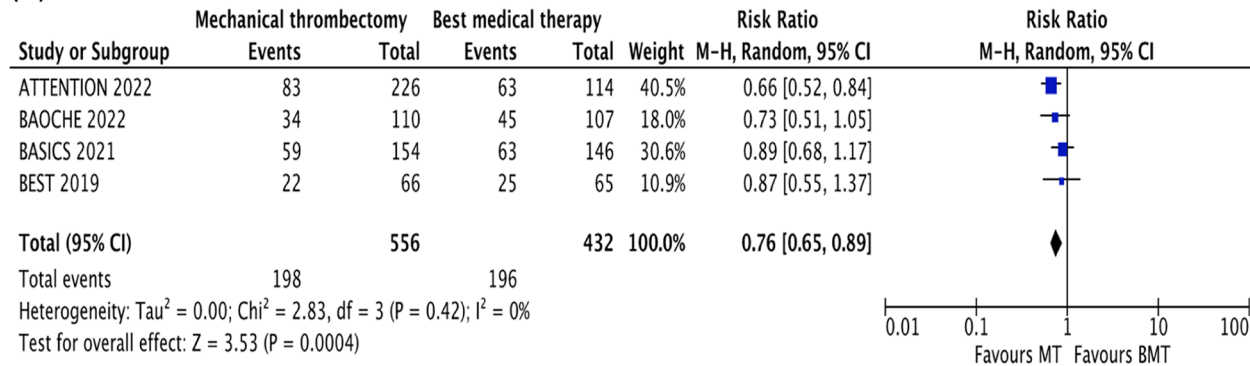 Mechanical thrombectomy Best medical therapy Risk Ratio Risk Ratio
Study or Subgroup Events Total Events Total Weight M-H, Random, 95% CI M-H, Random, 95% CI
ATTENTION 2022 83 226 63 114 40.5% 0.66 [0.52, 0.84]
BAOCHE 2022 34 110 45 107 18.0% 0.73 [0.51, 1.05]
BASICS 2021 59 154 63 146 30.6% 0.89 [0.68, 1.17]
BEST 2019 22 66 25 65 10.9% 0.87 [0.55, 1.37]
Total (95% CI) 556 432 100.0% 0.76 [0.65, 0.89]
Total events 198 196
Heterogeneity: Tau² = 0.00; Chi² = 2.83, df = 3 (P = 0.42); I² = 0%
Test for overall effect: Z = 3.53 (P = 0.0004)
0.01 0.1 1 10 100
Favours MT Favours BMT